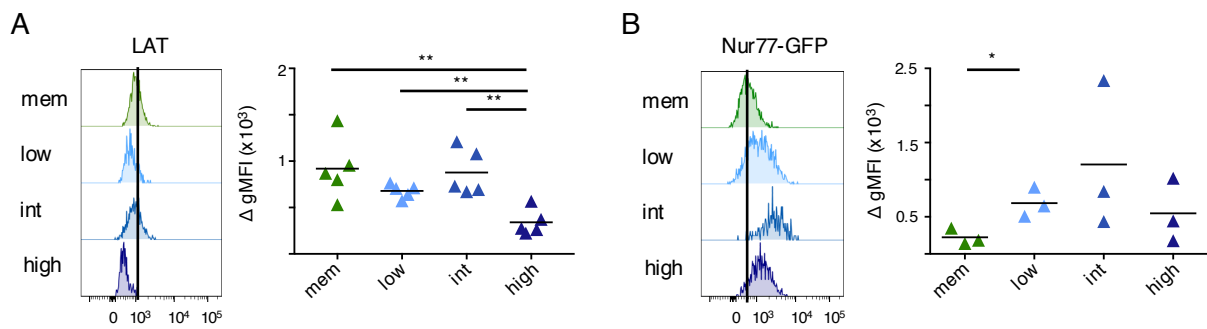 A
LAT
mem
low
int
high
0 10³ 10⁴ 10⁵
Δ gMFI (x10³)
2
1
**
**
**
mem low int high
B
Nur77-GFP
mem
low
int
high
0 10³ 10⁴ 10⁵
Δ gMFI (x10³)
2.5
1.5
0.5
*
mem low int high